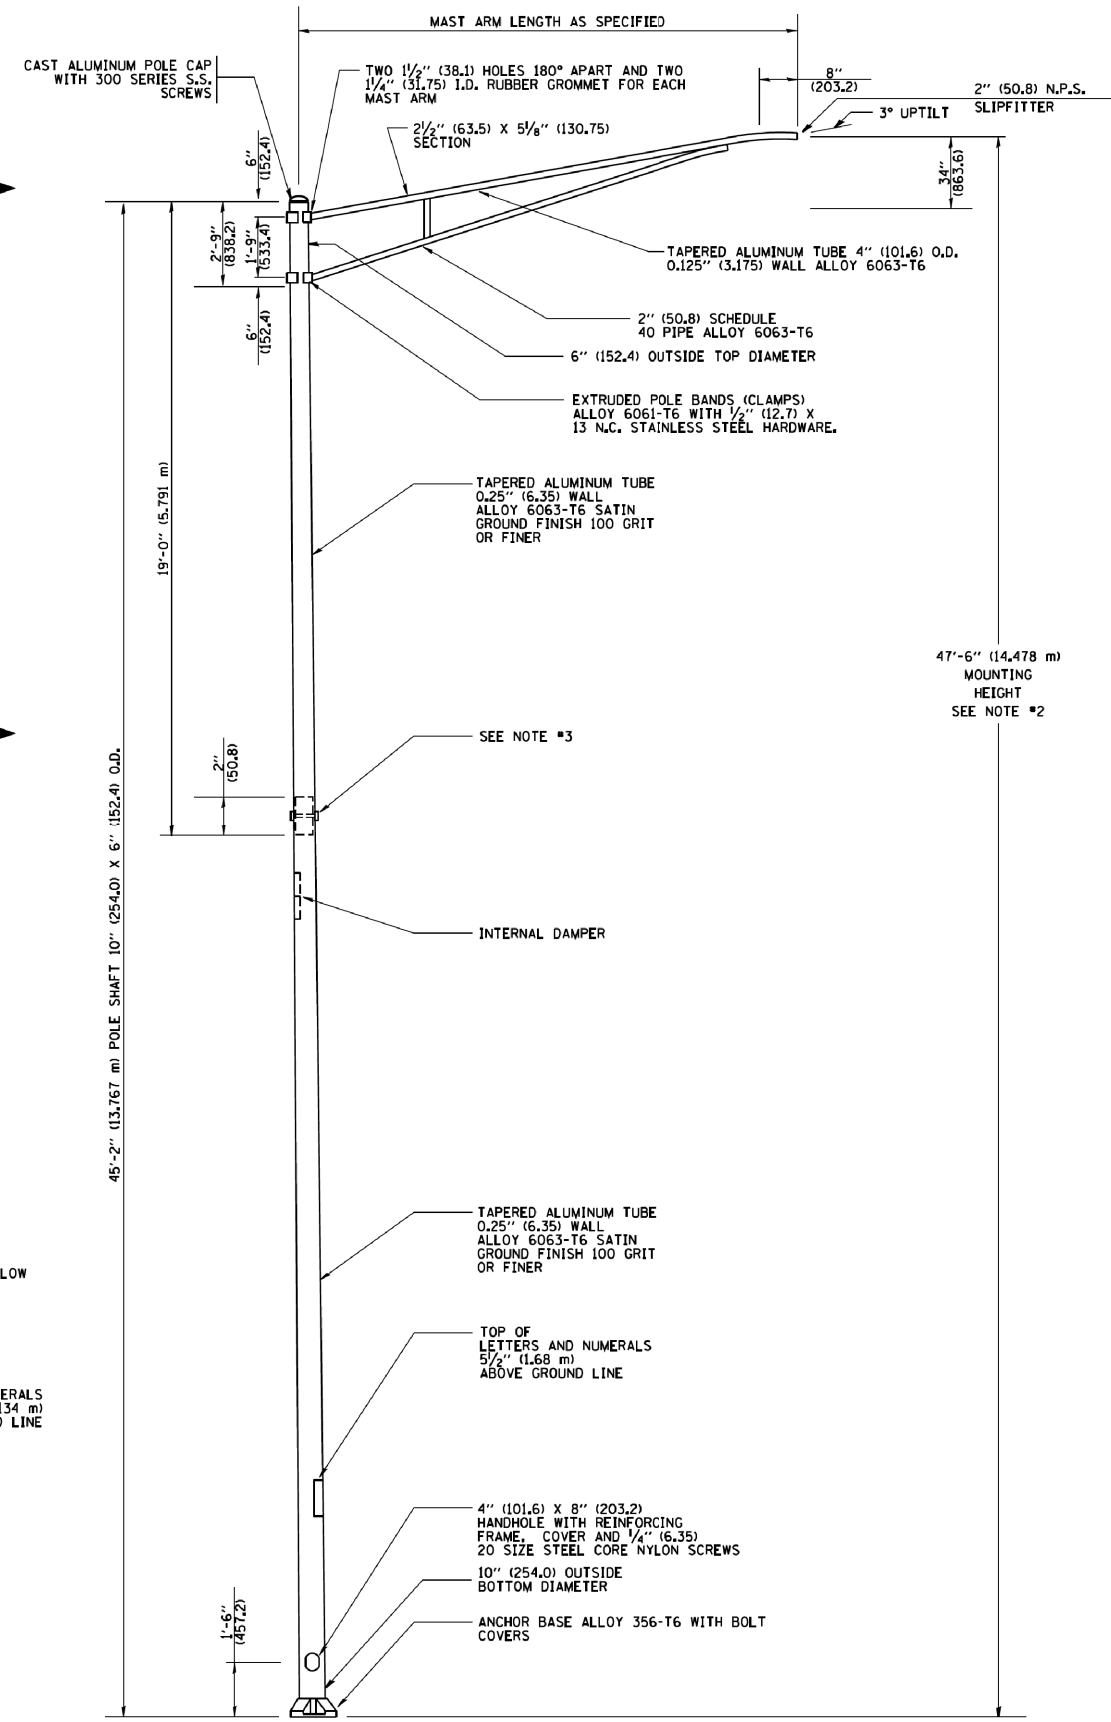 MAST ARM LENGTH AS SPECIFIED
CAST ALUMINUM POLE CAP
WITH 300 SERIES S.S.
SCREWS
TWO 1½" (38.1) HOLES 180° APART AND TWO
1¼" (31.75) I.D. RUBBER GROMMET FOR EACH
MAST ARM
8"
(203.2)
2" (50.8) N.P.S.
SLIPFITTER
3° UPTILT
2½" (63.5) X 5⅛" (130.75)
SECTION
6"
(152.4)
34"
(863.6)
2'-9"
(838.2)
1'-9"
(533.4)
TAPERED ALUMINUM TUBE 4" (101.6) O.D.
0.125" (3.175) WALL ALLOY 6063-T6
6"
(152.4)
2" (50.8) SCHEDULE
40 PIPE ALLOY 6063-T6
6" (152.4) OUTSIDE TOP DIAMETER
EXTRUDED POLE BANDS (CLAMPS)
ALLOY 6061-T6 WITH ½" (12.7) X
13 N.C. STAINLESS STEEL HARDWARE.
19'-0" (5.791 m)
TAPERED ALUMINUM TUBE
0.25" (6.35) WALL
ALLOY 6063-T6 SATIN
GROUND FINISH 100 GRIT
OR FINER
47'-6" (14.478 m)
MOUNTING
HEIGHT
SEE NOTE #2
SEE NOTE #3
2"
(50.8)
45'-2" (13.767 m) POLE SHAFT 10" (254.0) X 6" (152.4) O.D.
INTERNAL DAMPER
TAPERED ALUMINUM TUBE
0.25" (6.35) WALL
ALLOY 6063-T6 SATIN
GROUND FINISH 100 GRIT
OR FINER
LOW
TOP OF
LETTERS AND NUMERALS
5½" (1.68 m)
ABOVE GROUND LINE
ERALS
134 m)
) LINE
4" (101.6) X 8" (203.2)
HANDHOLE WITH REINFORCING
FRAME, COVER AND ¼" (6.35)
20 SIZE STEEL CORE NYLON SCREWS
10" (254.0) OUTSIDE
BOTTOM DIAMETER
1'-6"
(457.2)
ANCHOR BASE ALLOY 356-T6 WITH BOLT
COVERS